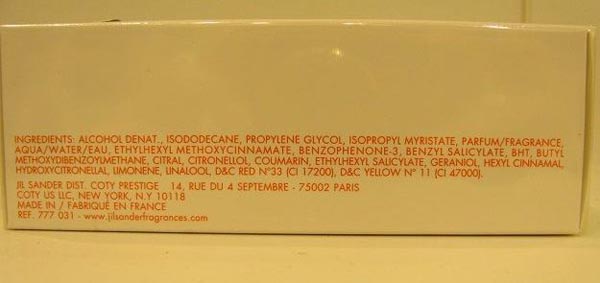 INGREDIENTS: ALCOHOL DENAT., ISODODECANE, PROPYLENE GLYCOL, ISOPROPYL MYRISTATE, PARFUM/FRAGRANCE,
AQUA/WATER/EAU, ETHYLHEXYL METHOXYCINNAMATE, BENZOPHENONE-3, BENZYL SALICYLATE, BHT, BUTYL
METHOXYDIBENZOYLMETHANE, CITRAL, CITRONELLOL, COUMARIN, ETHYLHEXYL SALICYLATE, GERANIOL, HEXYL CINNAMAL,
HYDROXYCITRONELLAL, LIMONENE, LINALOOL, D&C RED N°33 (CI 17200), D&C YELLOW N° 11 (CI 47000).
JIL SANDER DIST. COTY PRESTIGE 14, RUE DU 4 SEPTEMBRE - 75002 PARIS
COTY US LLC, NEW YORK, N.Y 10118
MADE IN / FABRIQUÉ EN FRANCE
REF. 777 031 - www.jilsanderfragrances.com